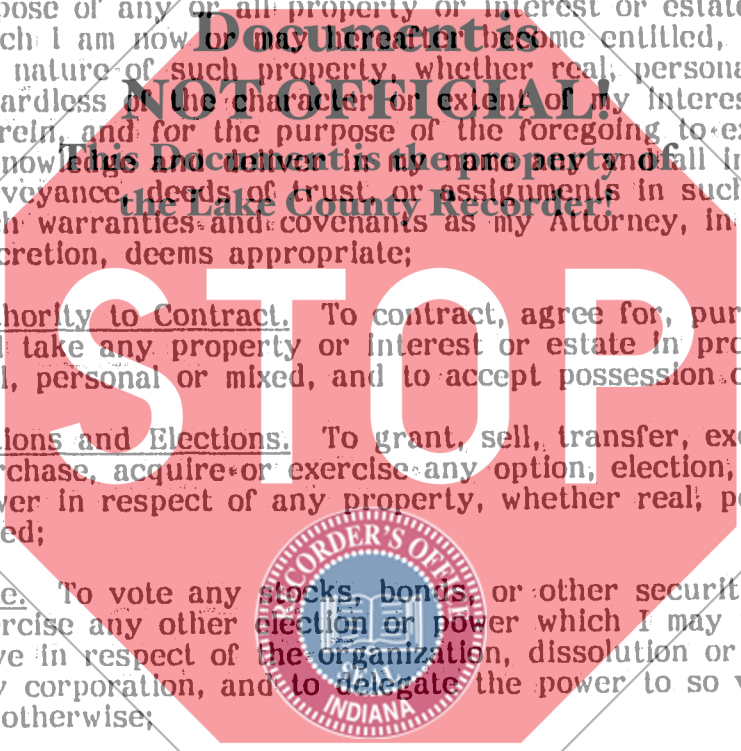 pose of any or all property or interest or estate
Document is
ch I am now or may hereafter become entitled,
nature of such property, whether real, persona
NOT OFFICIAL!
ardless of the character or extent of my interes
rein, and for the purpose of the foregoing to ex
This Document is the property of
nowledge and deliver in my name any and all in
veyance, deeds of trust or assignments in such
the Lake County Recorder!
h warranties and covenants as my Attorney, in
cretion, deems appropriate;
STOP
thority to Contract. To contract, agree for, pur
d take any property or interest or estate in pro
l, personal or mixed, and to accept possession o
tions and Elections. To grant, sell, transfer, exc
rchase, acquire or exercise any option, election,
wer in respect of any property, whether real, pe
ed;
RECORDER'S OFFICE
SEAL
INDIANA
e. To vote any stocks, bonds, or other securit
rcise any other election or power which I may
ve in respect of the organization, dissolution or
y corporation, and to delegate the power to so v
otherwise;